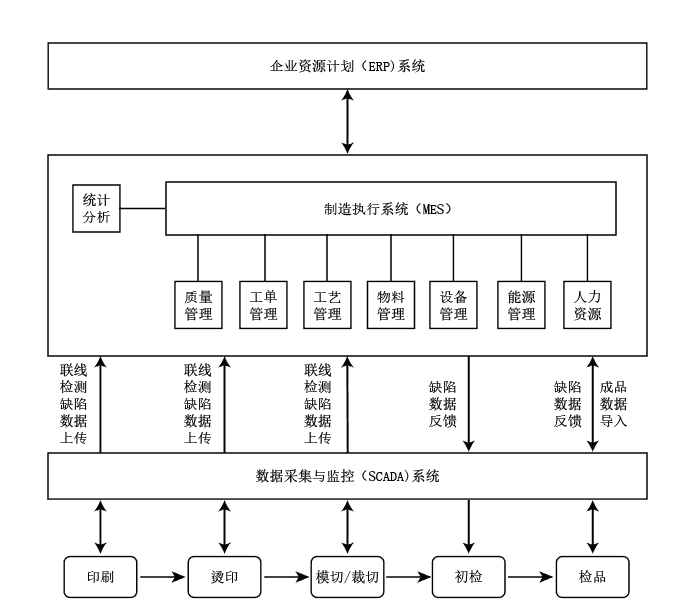 企业资源计划（ERP)系统
统计
分析
制造执行系统（MES）
质量
管理
工单
管理
工艺
管理
物料
管理
设备
管理
能源
管理
人力
资源
联线
检测
缺陷
数据
上传
联线
检测
缺陷
数据
上传
联线
检测
缺陷
数据
上传
缺陷
数据
反馈
缺陷
数据
反馈
成品
数据
导入
数据采集与监控（SCADA)系统
印刷
烫印
模切/裁切
初检
检品